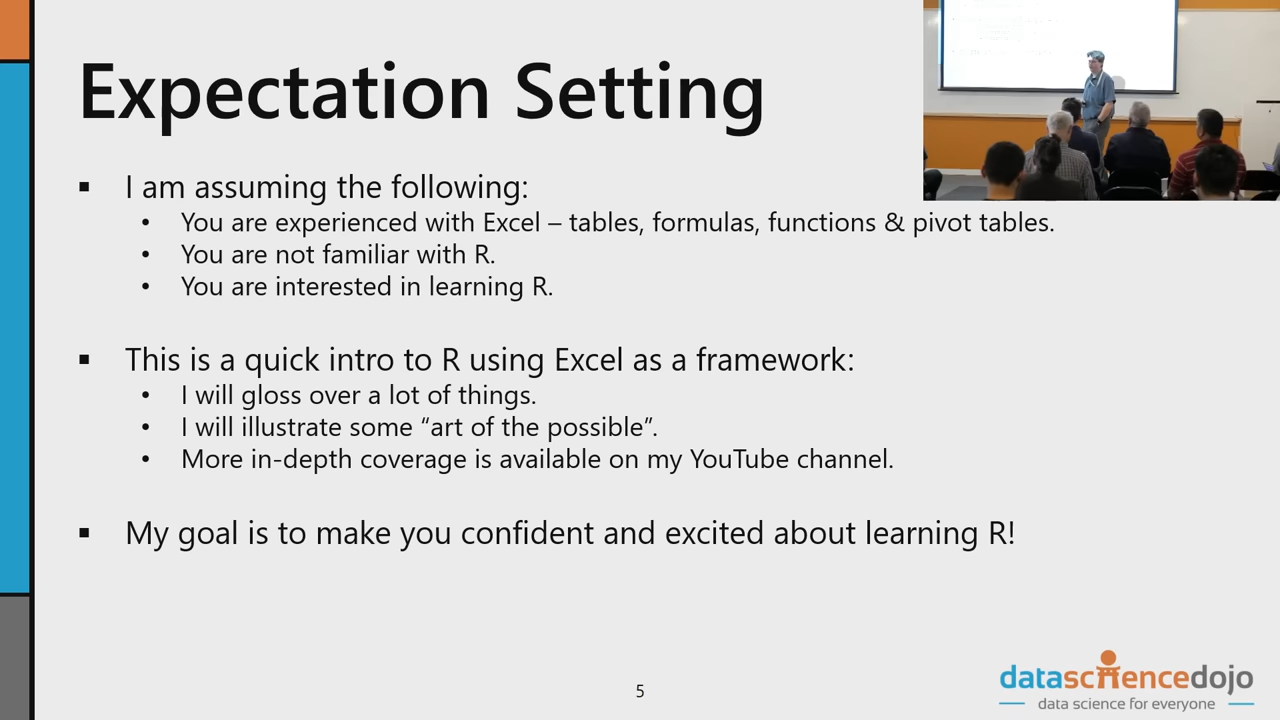 Expectation Setting
▪ I am assuming the following:
• You are experienced with Excel – tables, formulas, functions & pivot tables.
• You are not familiar with R.
• You are interested in learning R.
▪ This is a quick intro to R using Excel as a framework:
• I will gloss over a lot of things.
• I will illustrate some “art of the possible”.
• More in-depth coverage is available on my YouTube channel.
▪ My goal is to make you confident and excited about learning R!
5
datasciencedojo
data science for everyone